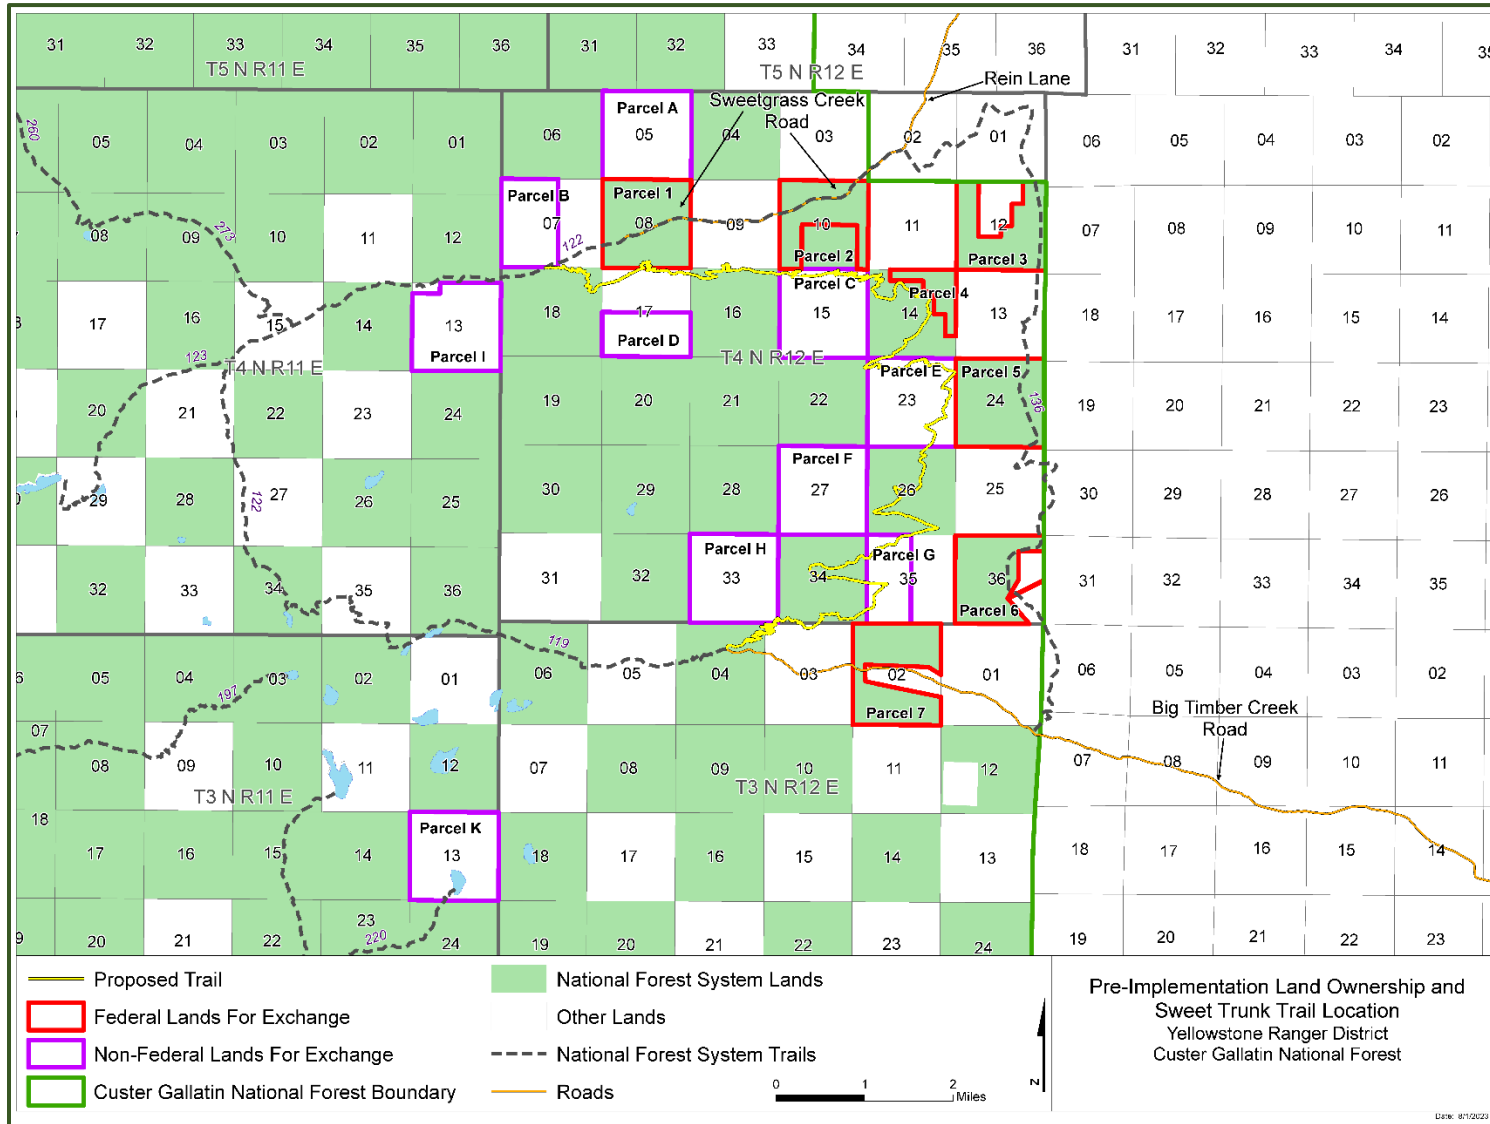 31 32 33 34 35 36 31 32 33 34 35 36 31 32 33 34 35
T5 N R11 E T5 N R12 E
Rein Lane
Sweetgrass Creek
Road
Parcel A
260 05 04 03 02 01 06 05 04 03 02 01 06 05 04 03 02
Parcel B Parcel 1
08 09 273 10 11 12 07 08 09 10 11 12 07 08 09 10 11
122 Parcel 2 Parcel 3
Parcel C Parcel 4
17 16 15 14 13 18 17 16 15 14 13 18 17 16 15 14
Parcel I Parcel D
123 T4 N R11 E T4 N R12 E
Parcel E Parcel 5
20 21 22 23 24 19 20 21 22 23 24 136 19 20 21 22 23
Parcel F
29 28 27 26 25 30 29 28 27 26 25 30 29 28 27 26
122
Parcel H Parcel G
32 33 34 35 36 31 32 33 34 35 36 31 32 33 34 35
Parcel 6
119
05 04 03 02 01 06 05 04 03 02 01 06 05 04 03 02
197
Parcel 7
Big Timber Creek
Road
07
08 09 10 11 12 07 08 09 10 11 12 07 08 09 10 11
T3 N R11 E T3 N R12 E
18
Parcel K
17 16 15 14 13 18 17 16 15 14 13 18 17 16 15 14
23
220
20 21 22 24 19 20 21 22 23 24 19 20 21 22 23
Proposed Trail
Federal Lands For Exchange
Non-Federal Lands For Exchange
Custer Gallatin National Forest Boundary
National Forest System Lands
Other Lands
National Forest System Trails
Roads
0 1 2
Miles
N
Pre-Implementation Land Ownership and
Sweet Trunk Trail Location
Yellowstone Ranger District
Custer Gallatin National Forest
Date: 8/1/2023